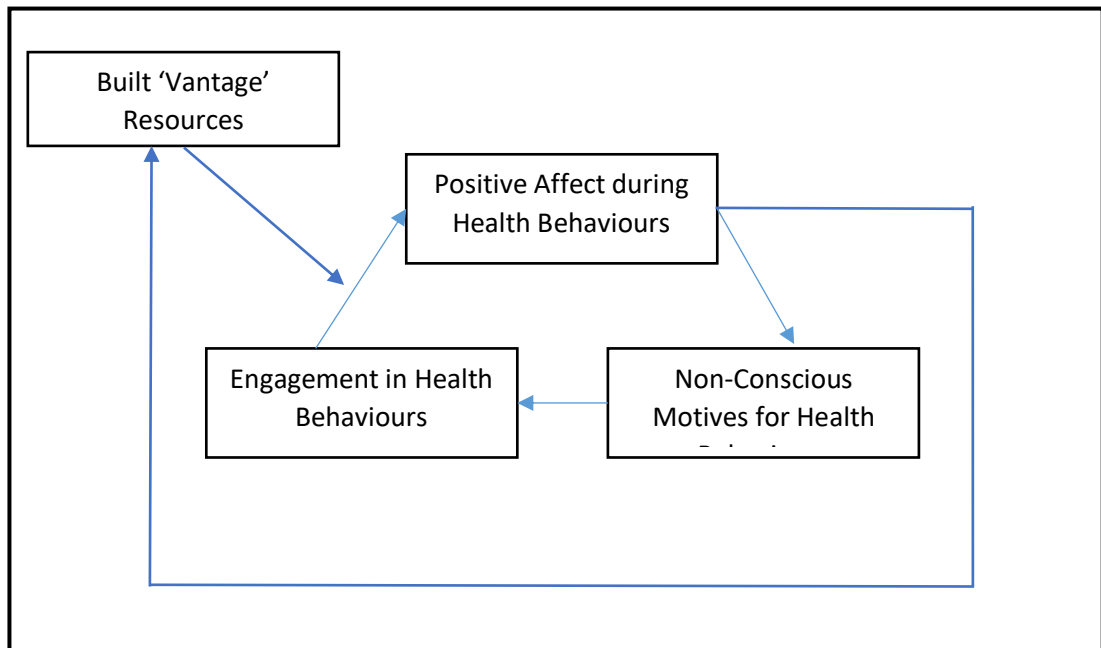 Built ‘Vantage’
Resources
Positive Affect during
Health Behaviours
Engagement in Health
Behaviours
Non-Conscious
Motives for Health